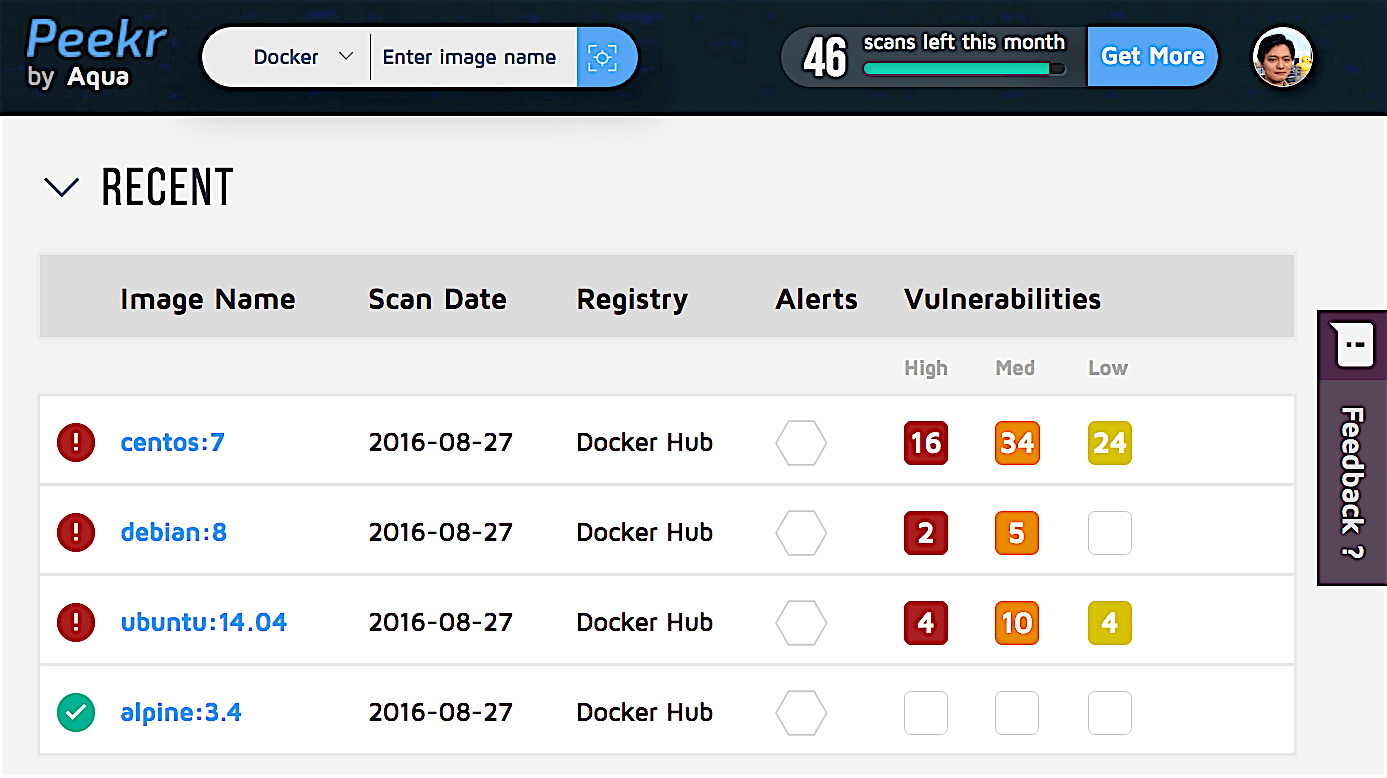 Peekr
by Aqua
Docker Enter image name
46 scans left this month
Get More
RECENT
Image Name Scan Date Registry Alerts Vulnerabilities
High Med Low
centos:7 2016-08-27 Docker Hub 16 34 24
debian:8 2016-08-27 Docker Hub 2 5
ubuntu:14.04 2016-08-27 Docker Hub 4 10 4
alpine:3.4 2016-08-27 Docker Hub
Feedback ?